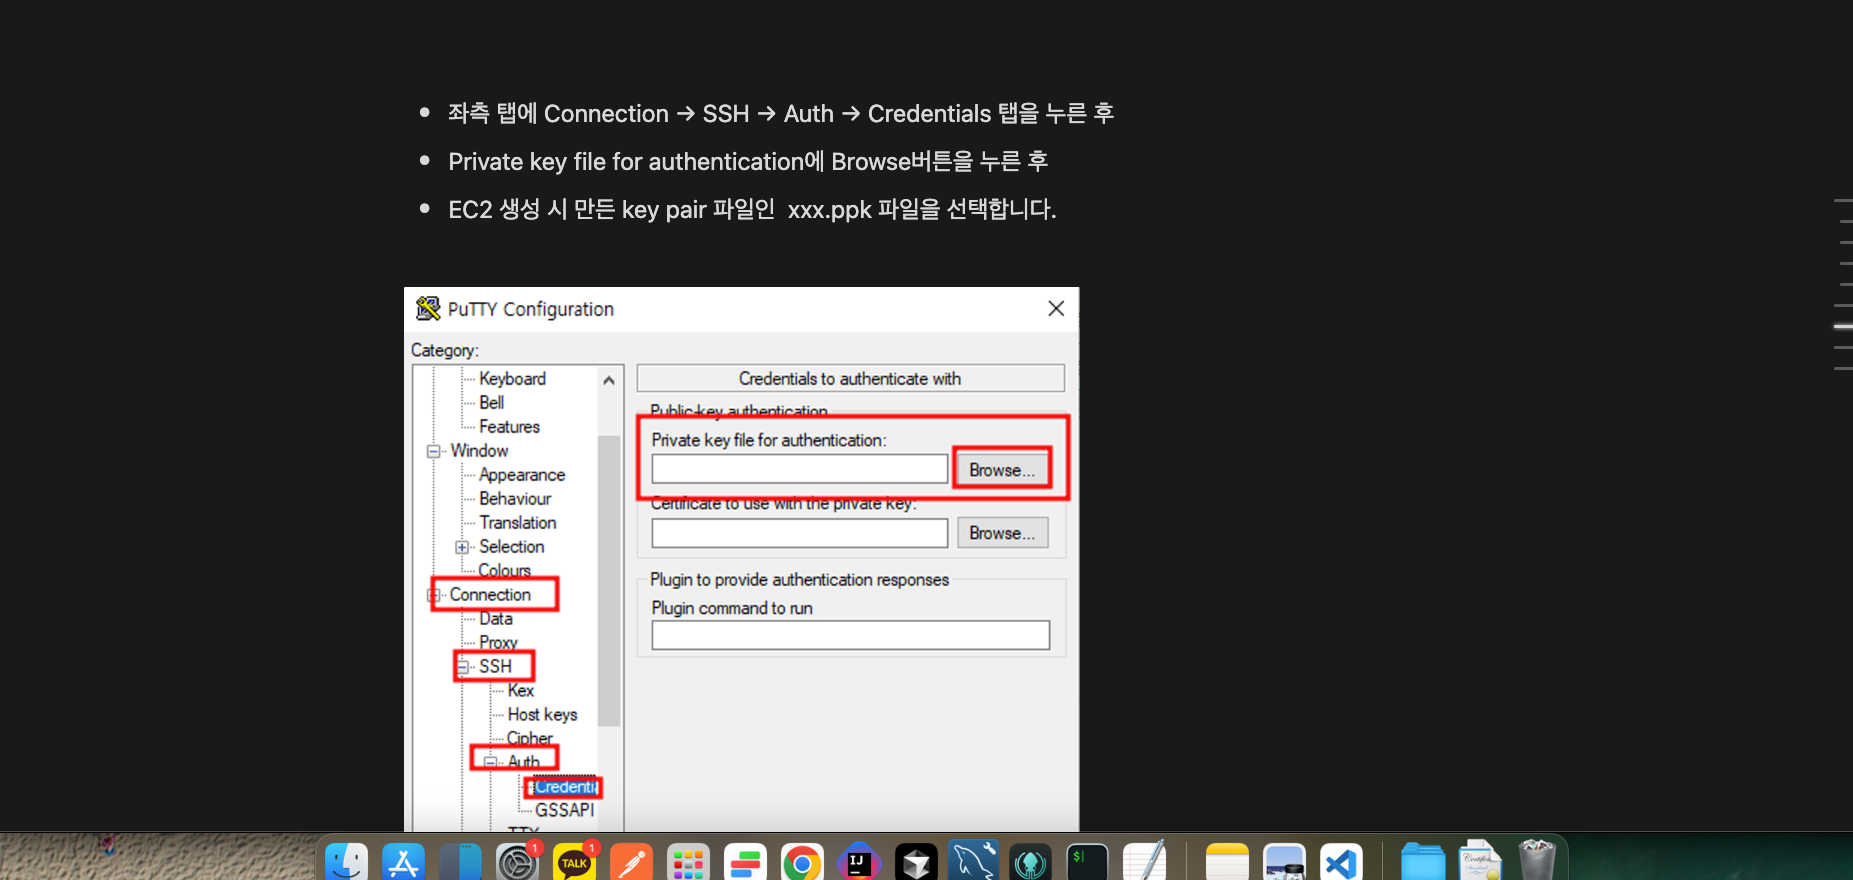 좌측 탭에 Connection → SSH → Auth → Credentials 탭을 누른 후
Private key file for authentication에 Browse버튼을 누른 후
EC2 생성 시 만든 key pair 파일인  xxx.ppk 파일을 선택합니다.
PuTTY Configuration
Category:
Keyboard
Bell
Features
Window
Appearance
Behaviour
Translation
Selection
Colours
Connection
Data
Proxy
SSH
Kex
Host keys
Cipher
Auth
Credenti
GSSAPI
TTY
Credentials to authenticate with
Public-key authentication
Private key file for authentication:
Browse...
Certificate to use with the private key:
Browse...
Plugin to provide authentication responses
Plugin command to run
1
1
TALK
IJ
$